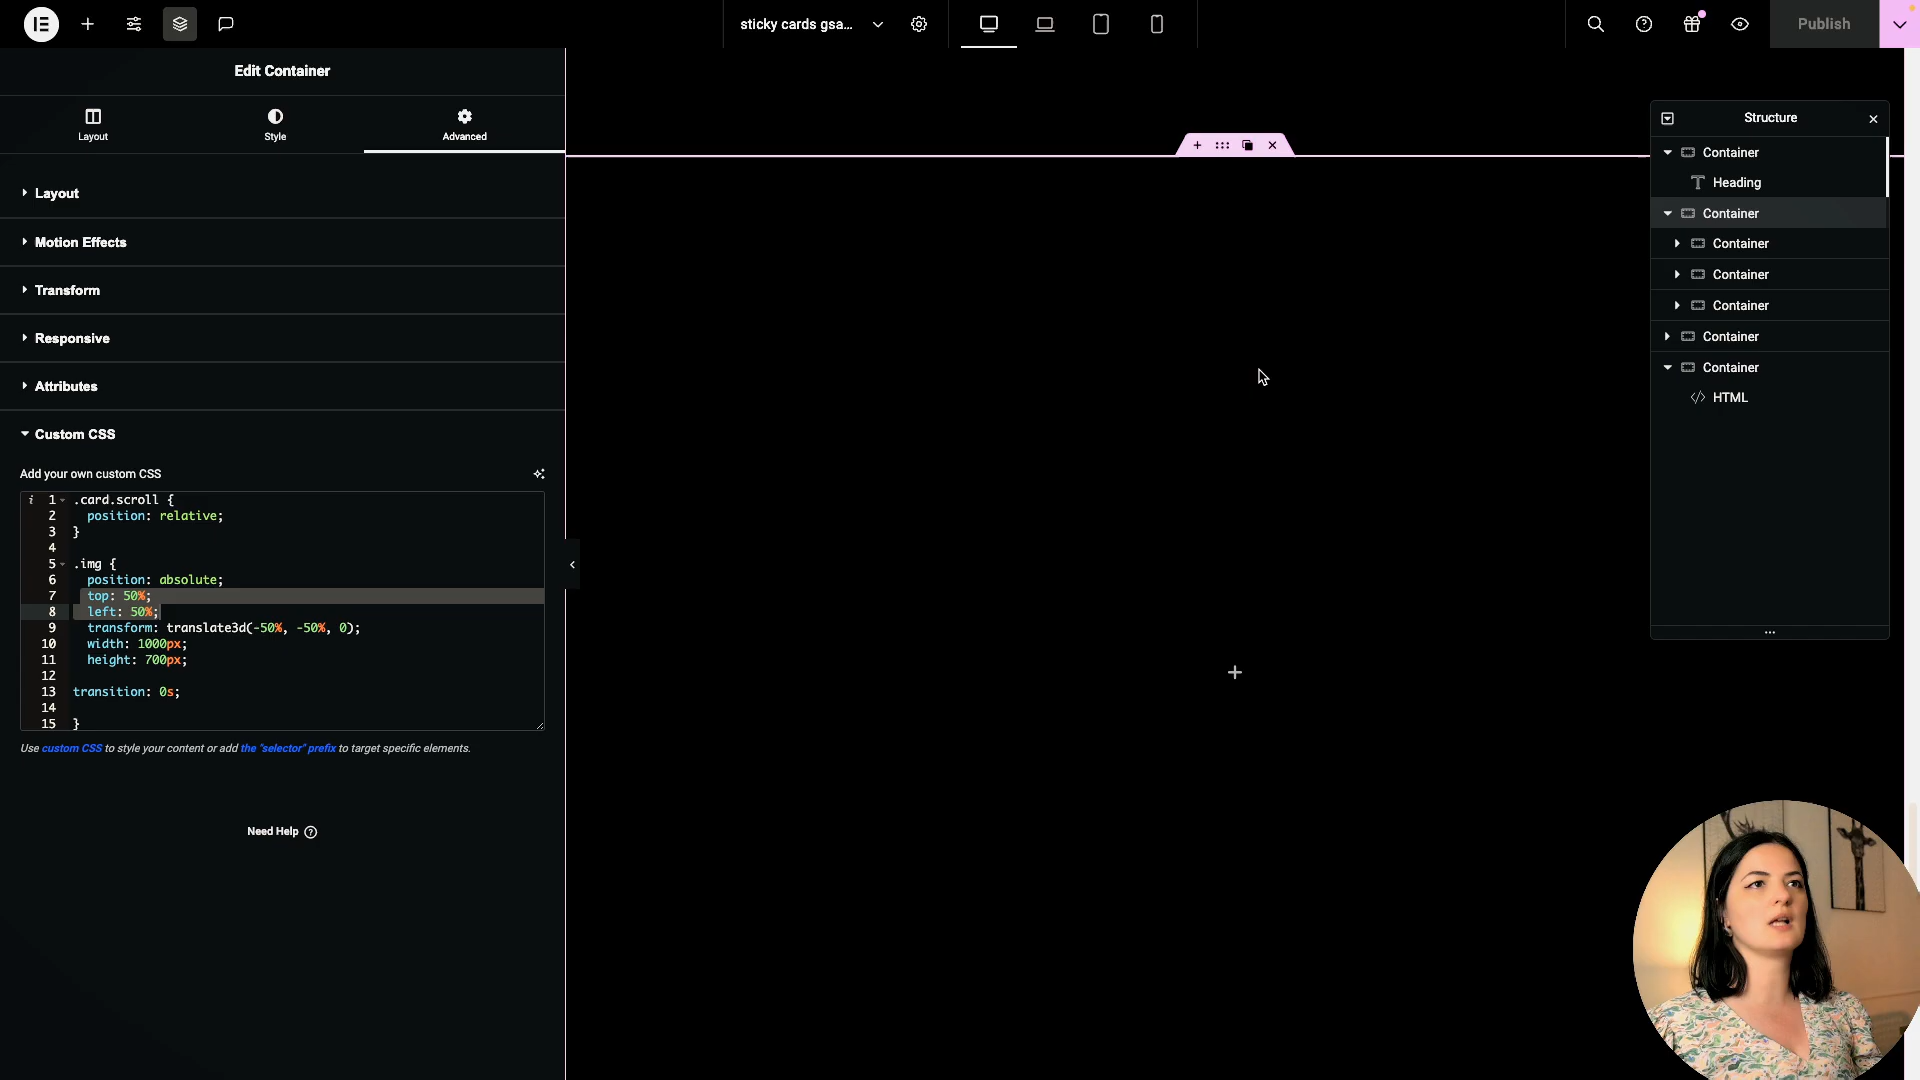 sticky cards gsa...
Publish
Edit Container
Layout
Style
Advanced
Layout
Motion Effects
Transform
Responsive
Attributes
Custom CSS
Add your own custom CSS
i 1 .card.scroll {
2 position: relative;
3 }
4
5 .img {
6 position: absolute;
7 top: 50%;
8 left: 50%;
9 transform: translate3d(-50%, -50%, 0);
10 width: 1000px;
11 height: 700px;
12
13 transition: 0s;
14
15 }
Use custom CSS to style your content or add the "selector" prefix to target specific elements.
Need Help ?
Structure
Container
Heading
Container
Container
Container
Container
Container
Container
HTML